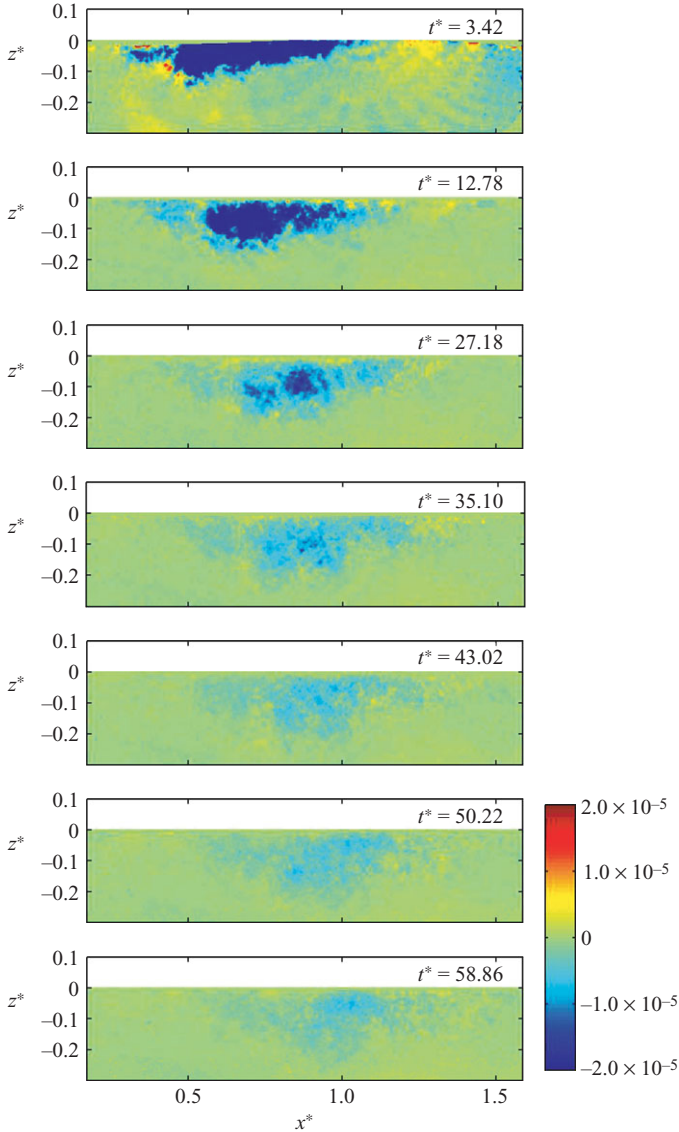 0.1
t* = 3.42
0
z*
–0.1
–0.2
0.1
t* = 12.78
0
z*
–0.1
–0.2
0.1
t* = 27.18
0
z*
–0.1
–0.2
0.1
t* = 35.10
0
z*
–0.1
–0.2
0.1
t* = 43.02
0
z*
–0.1
–0.2
0.1
t* = 50.22
0
z*
–0.1
–0.2
0.1
t* = 58.86
0
z*
–0.1
–0.2
0.5 1.0 1.5
x*
2.0 × 10⁻⁵
1.0 × 10⁻⁵
0
–1.0 × 10⁻⁵
–2.0 × 10⁻⁵